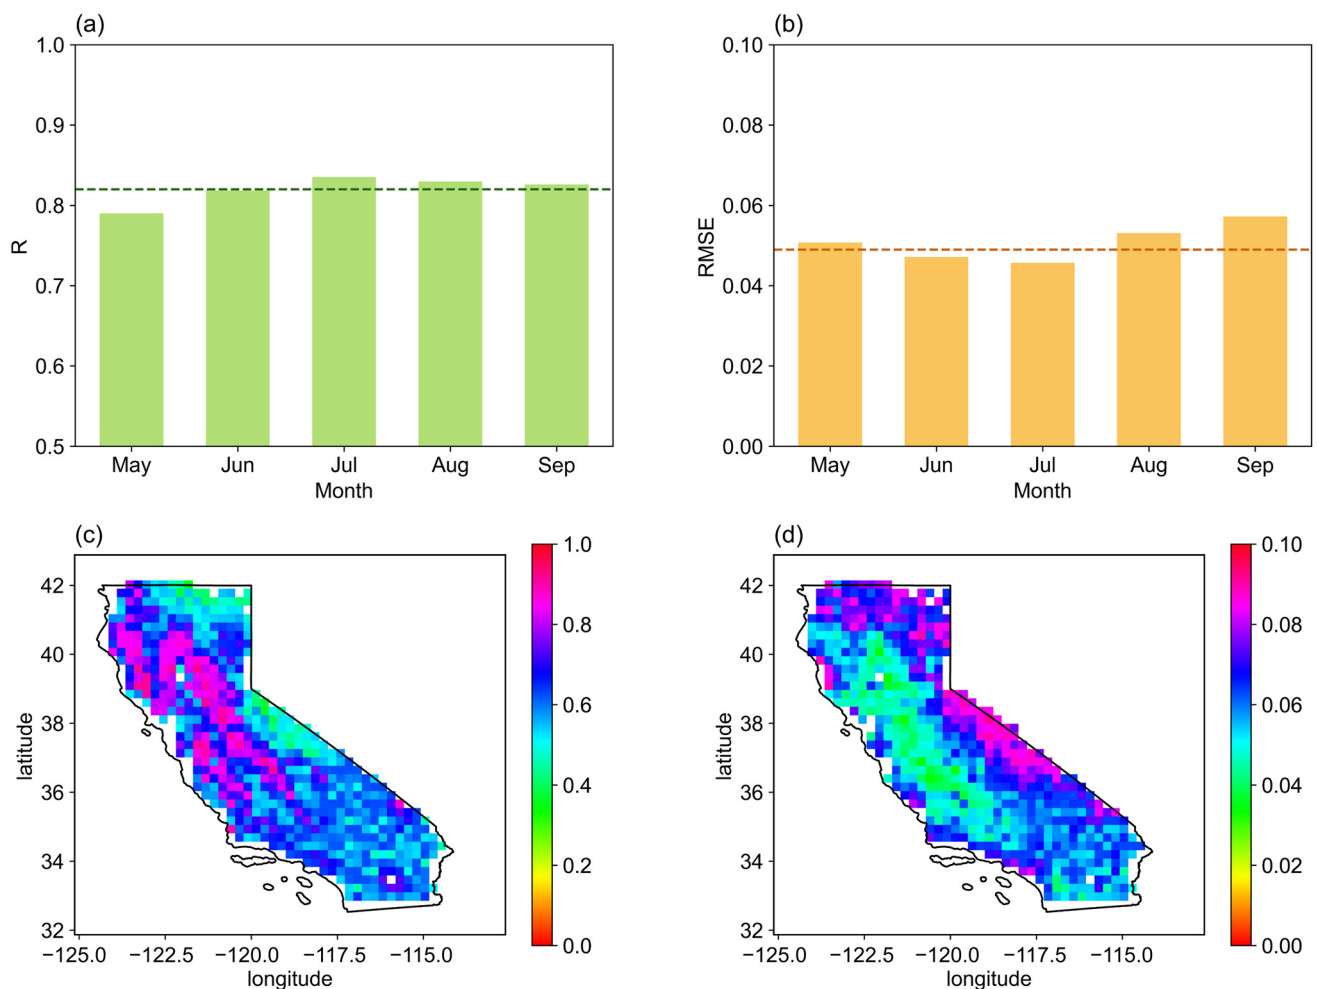 (a)
1.0
0.9
0.8
0.7
0.6
0.5
R
May Jun Jul Aug Sep
Month
(b)
0.10
0.08
0.06
0.04
0.02
0.00
RMSE
May Jun Jul Aug Sep
Month
(c)
42
40
38
36
34
32
latitude
−125.0 −122.5 −120.0 −117.5 −115.0
longitude
1.0
0.8
0.6
0.4
0.2
0.0
(d)
42
40
38
36
34
32
latitude
−125.0 −122.5 −120.0 −117.5 −115.0
longitude
0.10
0.08
0.06
0.04
0.02
0.00